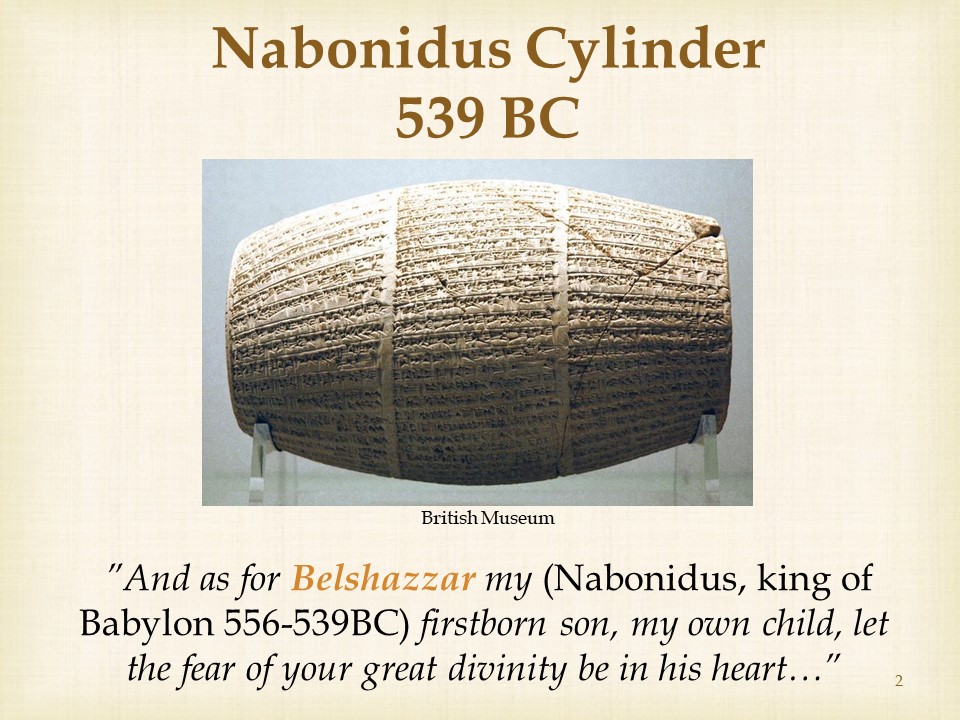 Nabonidus Cylinder
539 BC
British Museum
”And as for Belshazzar my (Nabonidus, king of
Babylon 556-539BC) firstborn son, my own child, let
the fear of your great divinity be in his heart…”
2